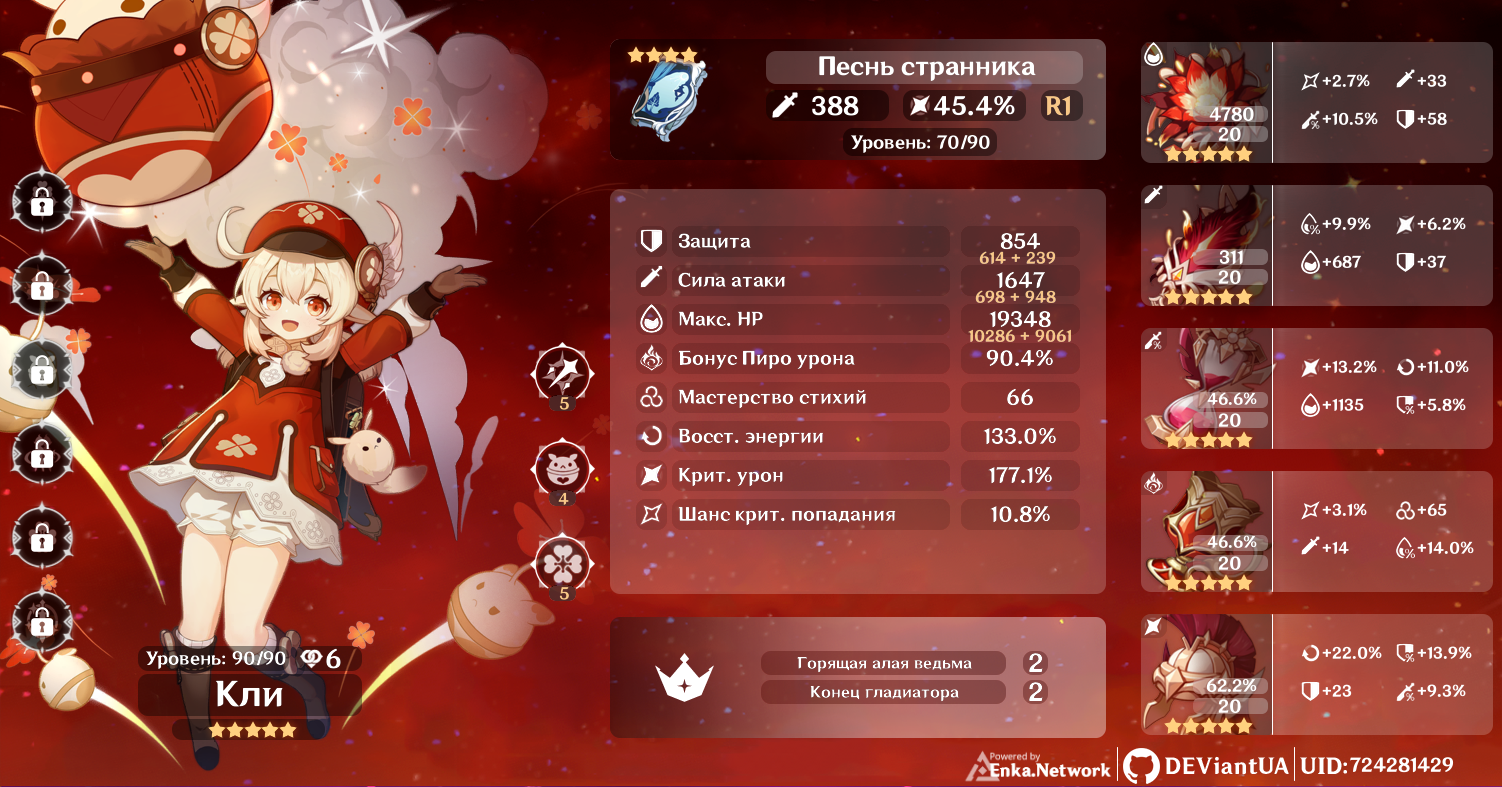 Песнь странника
388
45.4%
R1
Уровень: 70/90
Защита
854
614 + 239
Сила атаки
1647
698 + 948
Макс. HP
19348
10286 + 9061
Бонус Пиро урона
90.4%
Мастерство стихий
66
Восст. энергии
133.0%
Крит. урон
177.1%
Шанс крит. попадания
10.8%
Горящая алая ведьма
2
Конец гладиатора
2
5
4
5
Уровень: 90/90
6
Кли
4780
20
+2.7%
+33
+10.5%
+58
311
20
+9.9%
+6.2%
+687
+37
46.6%
20
+13.2%
+11.0%
+1135
+5.8%
46.6%
20
+3.1%
+65
+14
+14.0%
62.2%
20
+22.0%
+13.9%
+23
+9.3%
Powered by
Enka.Network
DEViantUA
UID:724281429